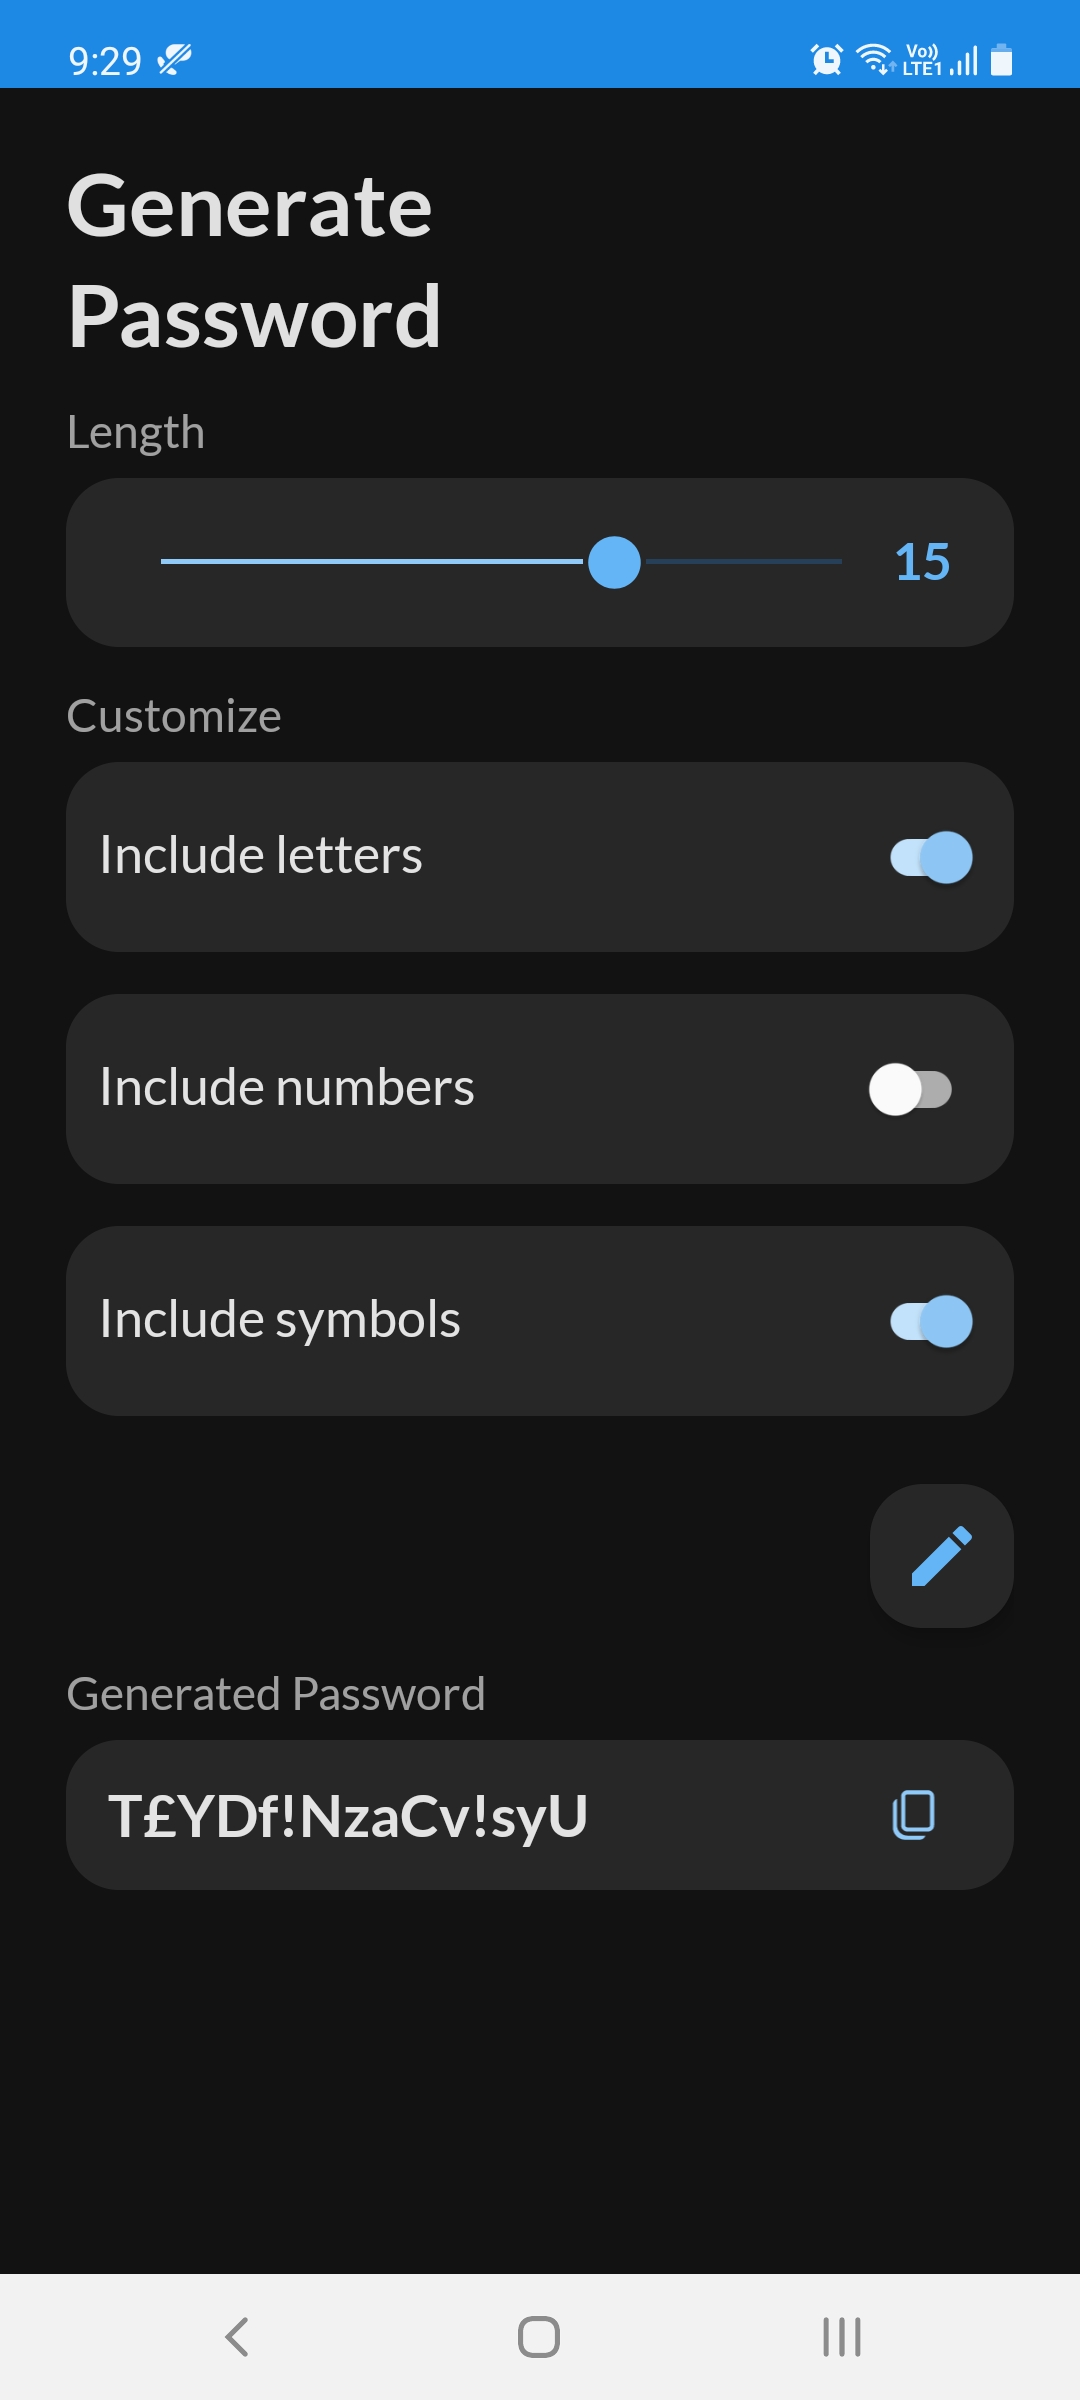 9:29
Vo)) LTE1
Generate
Password
Length
15
Customize
Include letters
Include numbers
Include symbols
Generated Password
T£YDf!NzaCv!syU